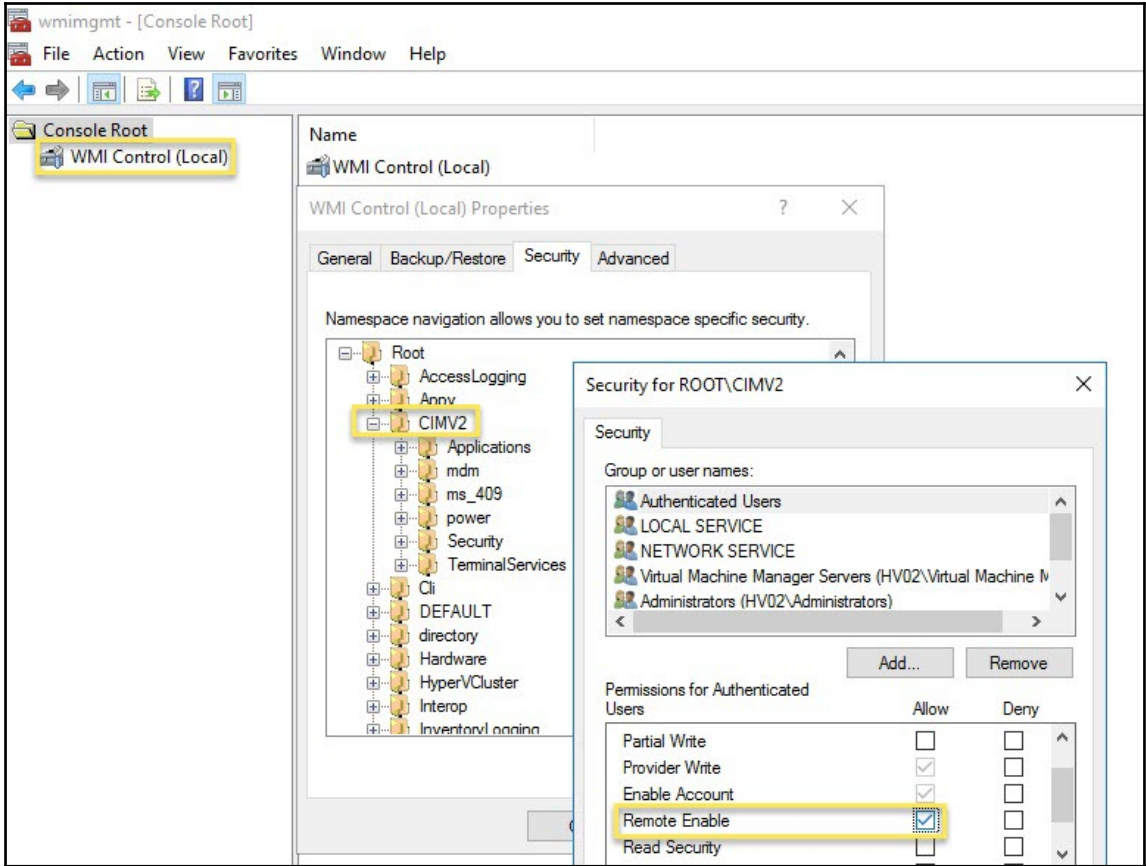 wmimgmt - [Console Root]
File Action View Favorites Window Help
Console Root
WMI Control (Local)
Name
WMI Control (Local)
WMI Control (Local) Properties
General Backup/Restore Security Advanced
Namespace navigation allows you to set namespace specific security.
Root
AccessLogging
Appv
CIMV2
Applications
mdm
ms_409
power
Security
TerminalServices
Cli
DEFAULT
directory
Hardware
HyperVCluster
Interop
InventoryLogging
Security for ROOT\CIMV2
Security
Group or user names:
Authenticated Users
LOCAL SERVICE
NETWORK SERVICE
Virtual Machine Manager Servers (HV02\Virtual Machine M
Administrators (HV02\Administrators)
Add... Remove
Permissions for Authenticated
Users Allow Deny
Partial Write
Provider Write
Enable Account
Remote Enable
Read Security